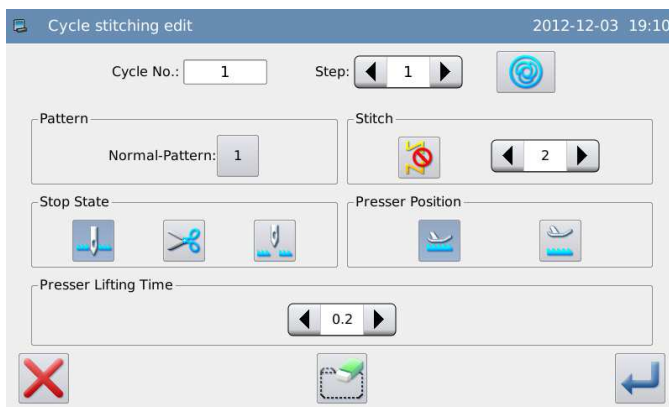 Cycle stitching edit 2012-12-03 19:10
Cycle No.: 1 Step: 1
Pattern Stitch
Normal-Pattern: 1 2
Stop State Presser Position
Presser Lifting Time
0.2